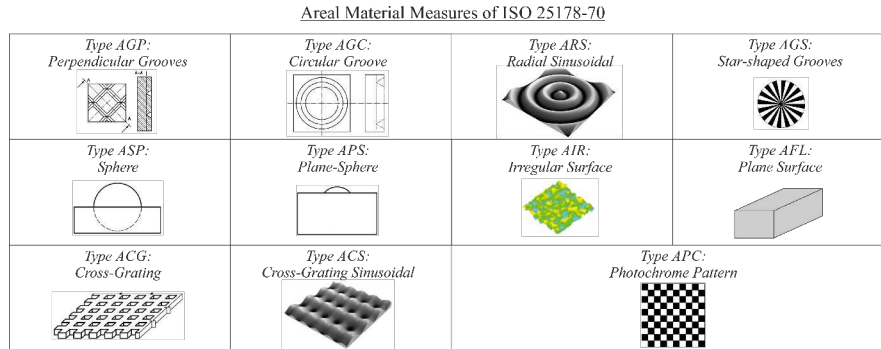 Areal Material Measures of ISO 25178-70
Type AGP:
Perpendicular Grooves
Type AGC:
Circular Groove
Type ARS:
Radial Sinusoidal
Type AGS:
Star-shaped Grooves
A
A-A
A
Type ASP:
Sphere
Type APS:
Plane-Sphere
Type AIR:
Irregular Surface
Type AFL:
Plane Surface
Type ACG:
Cross-Grating
Type ACS:
Cross-Grating Sinusoidal
Type APC:
Photochrome Pattern